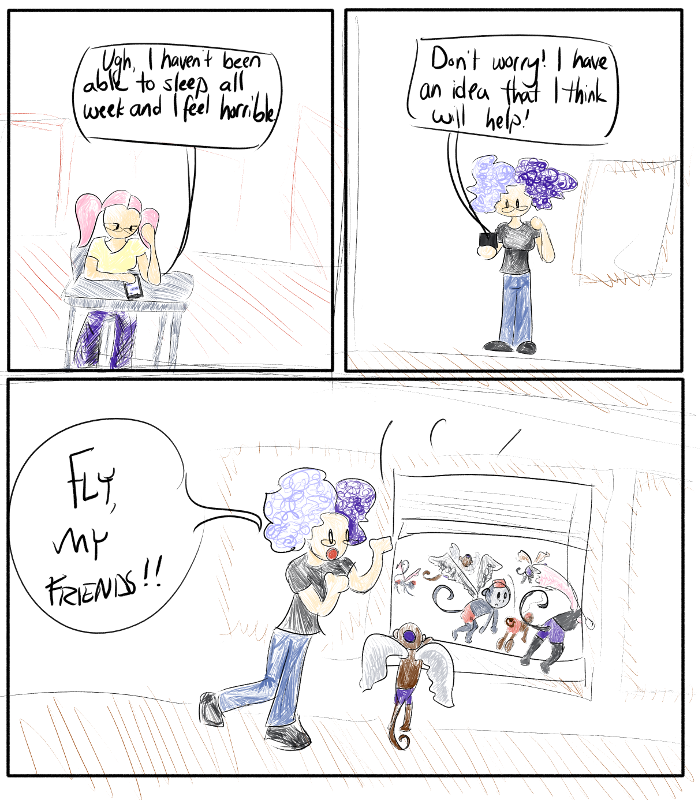 Ugh, I haven't been
able to sleep all
week and I feel horrible
Don't worry! I have
an idea that I think
will help!
FLY,
MY
FRIENDS!!